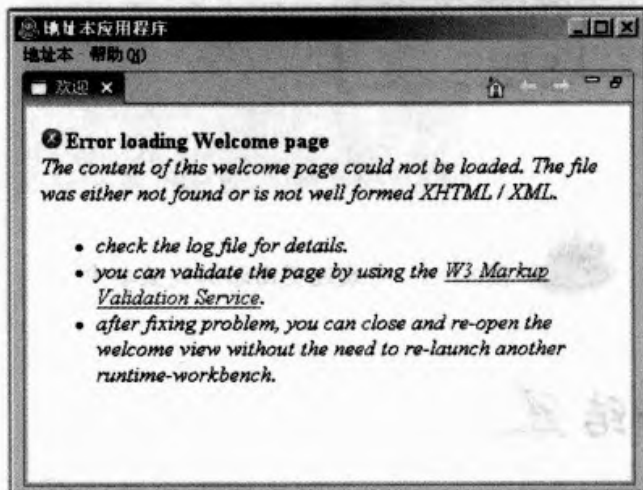 地址本应用程序
地址本 帮助(H)
欢迎
Error loading Welcome page
The content of this welcome page could not be loaded. The file
was either not found or is not well formed XHTML / XML.
• check the log file for details.
• you can validate the page by using the W3 Markup
Validation Service.
• after fixing problem, you can close and re-open the
welcome view without the need to re-launch another
runtime-workbench.